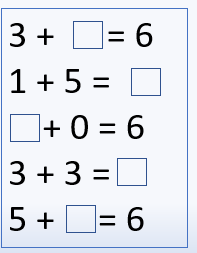 3 + □ = 6
1 + 5 = □
□ + 0 = 6
3 + 3 = □
5 + □ = 6